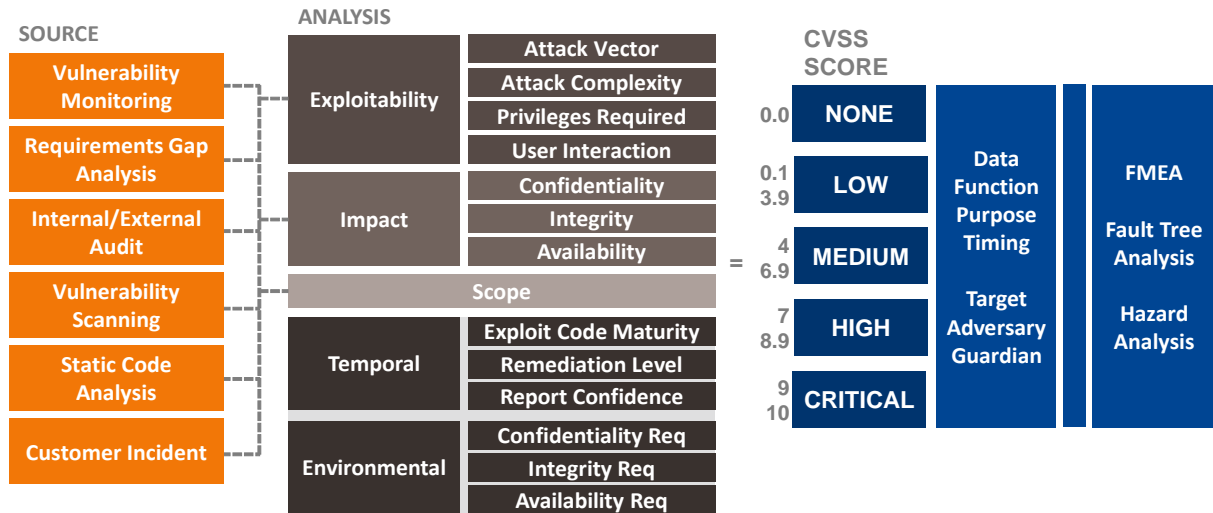 SOURCE
Vulnerability
Monitoring
Requirements Gap
Analysis
Internal/External
Audit
Vulnerability
Scanning
Static Code
Analysis
Customer Incident
ANALYSIS
Exploitability
Attack Vector
Attack Complexity
Privileges Required
User Interaction
Impact
Confidentiality
Integrity
Availability
Scope
Temporal
Exploit Code Maturity
Remediation Level
Report Confidence
Environmental
Confidentiality Req
Integrity Req
Availability Req
=
CVSS
SCORE
0.0
NONE
0.1
3.9
LOW
4
6.9
MEDIUM
7
8.9
HIGH
9
10
CRITICAL
Data
Function
Purpose
Timing
Target
Adversary
Guardian
FMEA
Fault Tree
Analysis
Hazard
Analysis